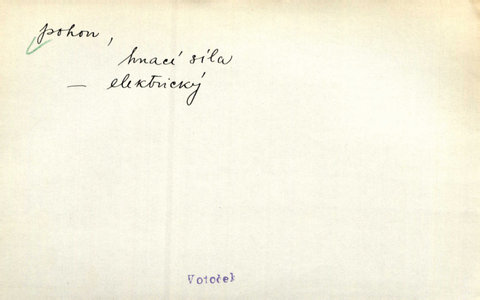 pohon,
hnací síla
— elektrický
Votoček